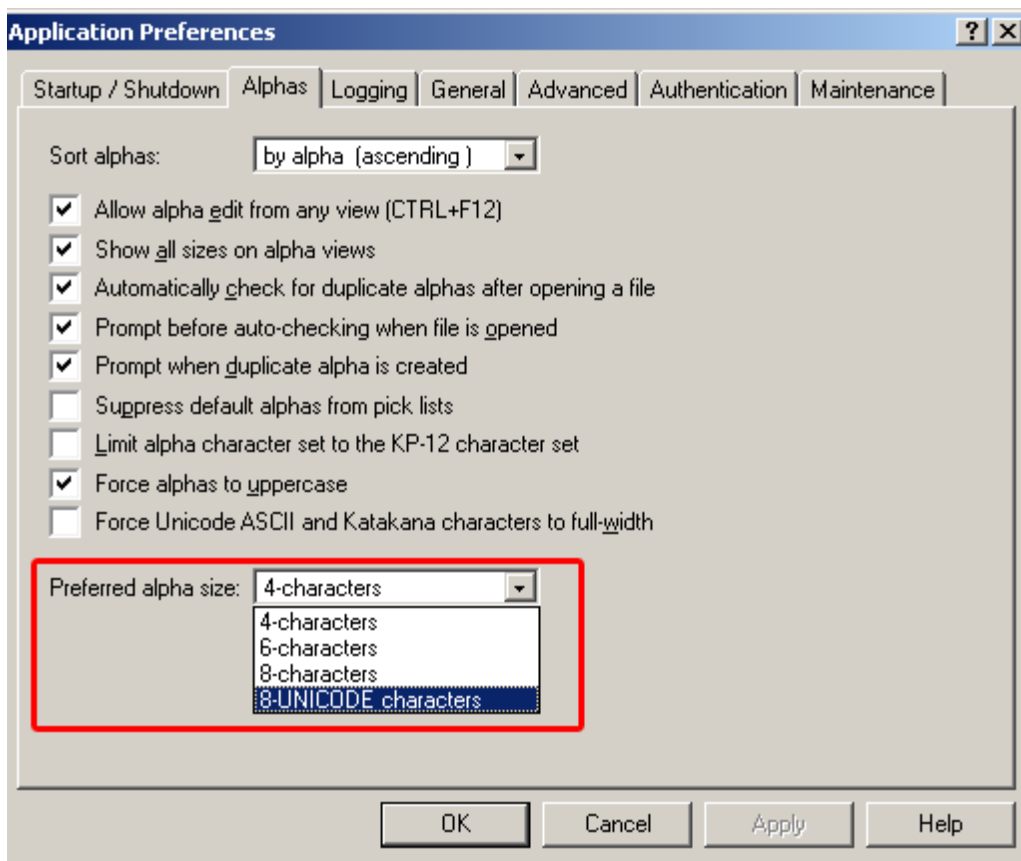 Application Preferences
Startup / Shutdown Alphas Logging General Advanced Authentication Maintenance
Sort alphas: by alpha (ascending )
Allow alpha edit from any view (CTRL+F12)
Show all sizes on alpha views
Automatically check for duplicate alphas after opening a file
Prompt before auto-checking when file is opened
Prompt when duplicate alpha is created
Suppress default alphas from pick lists
Limit alpha character set to the KP-12 character set
Force alphas to uppercase
Force Unicode ASCII and Katakana characters to full-width
Preferred alpha size: 4-characters
4-characters
6-characters
8-characters
8-UNICODE characters
OK Cancel Apply Help